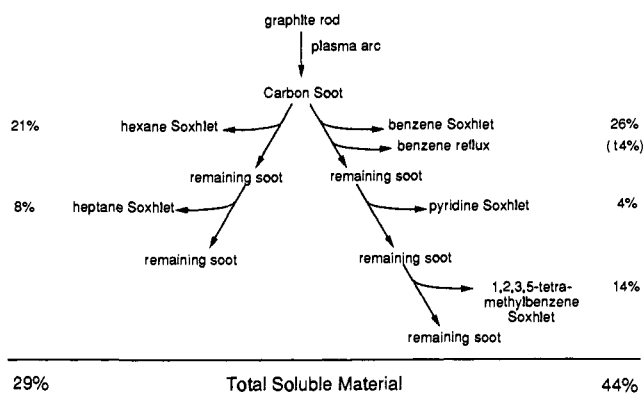 graphite rod
plasma arc
Carbon Soot
21%
hexane Soxhlet
benzene Soxhlet
26%
benzene reflux
(14%)
remaining soot
remaining soot
8%
heptane Soxhlet
pyridine Soxhlet
4%
remaining soot
remaining soot
1,2,3,5-tetra-
methylbenzene
Soxhlet
14%
remaining soot
29%
Total Soluble Material
44%